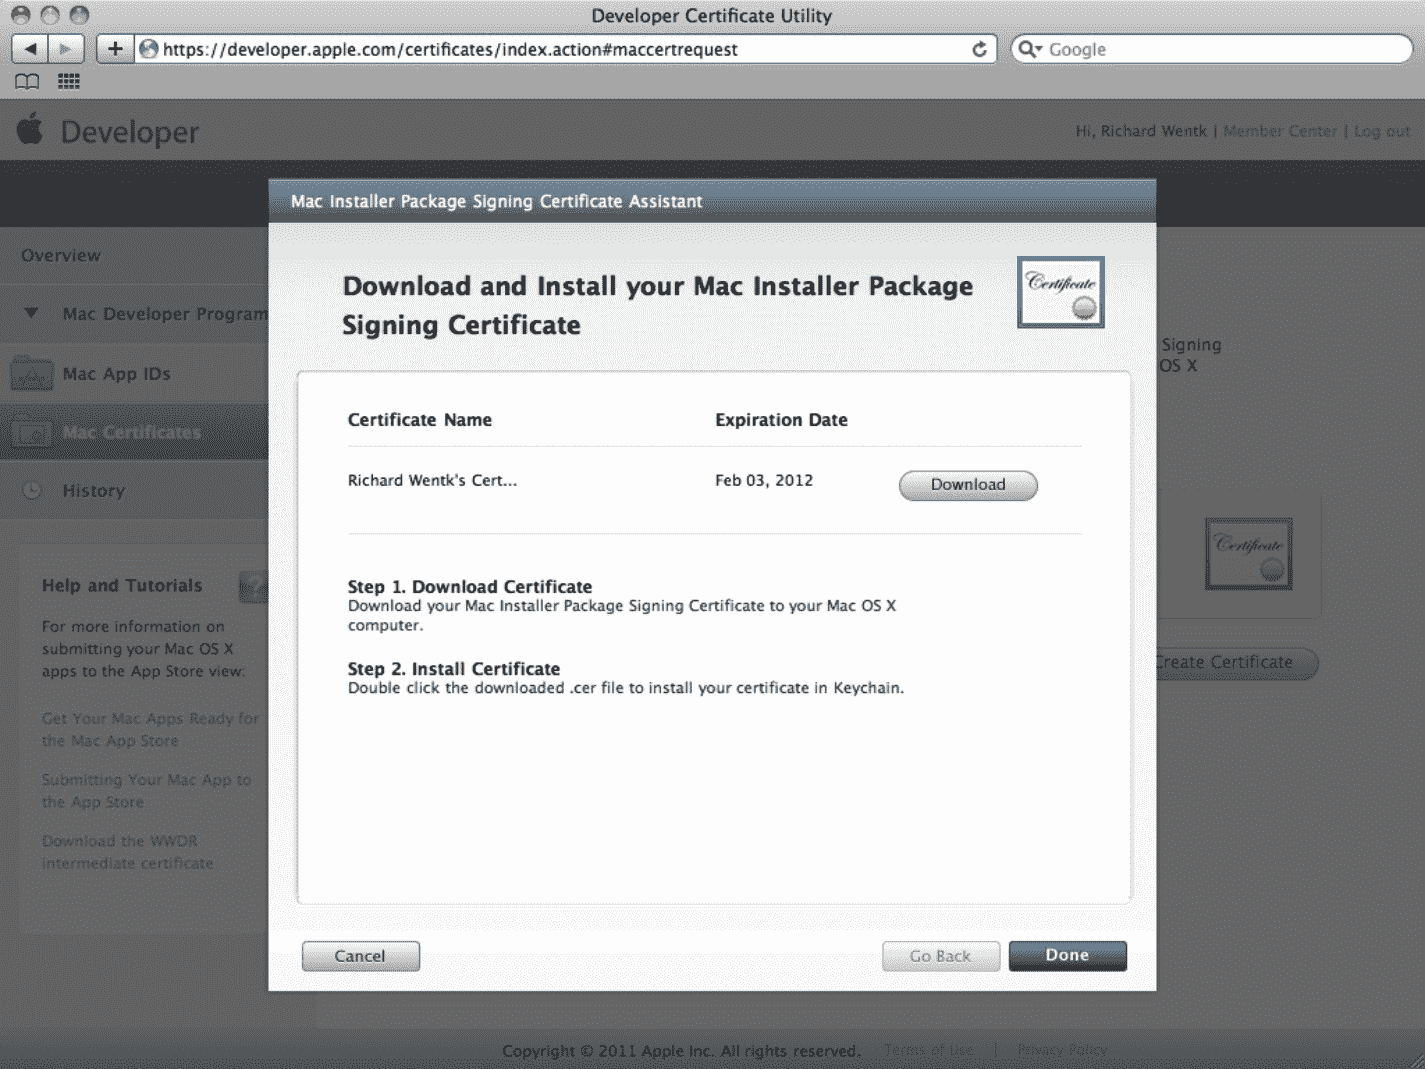 Developer Certificate Utility
https://developer.apple.com/certificates/index.action#maccertrequest
Google
Developer
Hi, Richard Wentk | Member Center | Log out
Mac Installer Package Signing Certificate Assistant
Overview
Mac Developer Program
Mac App IDs
Mac Certificates
History
Help and Tutorials
?
For more information on
submitting your Mac OS X
apps to the App Store view:
Get Your Mac Apps Ready for
the Mac App Store
Submitting Your Mac App to
the App Store
Download the WWDR
intermediate certificate
Download and Install your Mac Installer Package
Signing Certificate
Certificate
Certificate Name
Expiration Date
Richard Wentk's Cert...
Feb 03, 2012
Download
Step 1. Download Certificate
Download your Mac Installer Package Signing Certificate to your Mac OS X
computer.
Step 2. Install Certificate
Double click the downloaded .cer file to install your certificate in Keychain.
Cancel
Go Back
Done
Signing
OS X
Certificate
Create Certificate
Copyright © 2011 Apple Inc. All rights reserved.
Terms of Use | Privacy Policy